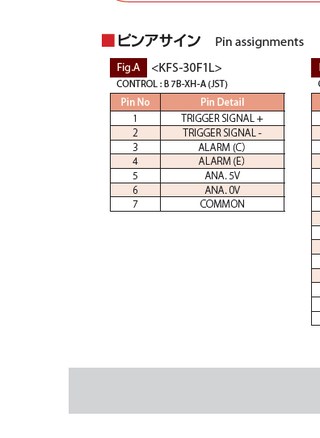 ■ピンアサイン Pin assignments
Fig.A <KFS-30F1L>
CONTROL : B 7B-XH-A (JST)
Pin No Pin Detail
1 TRIGGER SIGNAL +
2 TRIGGER SIGNAL -
3 ALARM (C)
4 ALARM (E)
5 ANA. 5V
6 ANA. 0V
7 COMMON